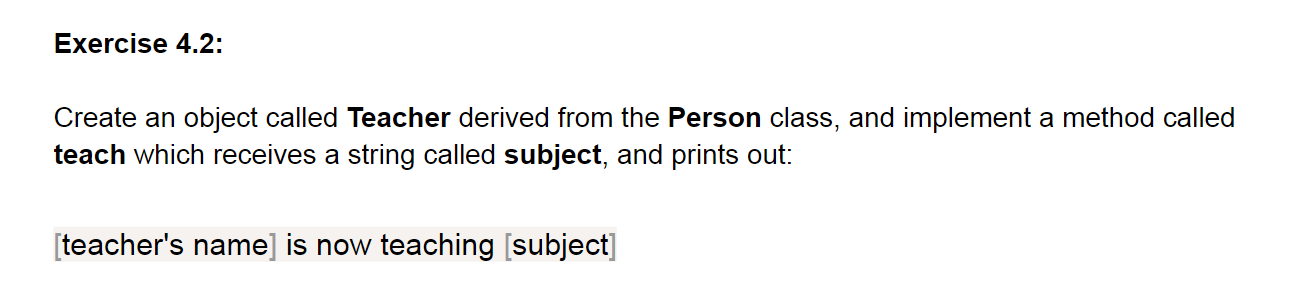 Exercise 4.2:
Create an object called Teacher derived from the Person class, and implement a method called
teach which receives a string called subject, and prints out:
[teacher's name] is now teaching [subject]